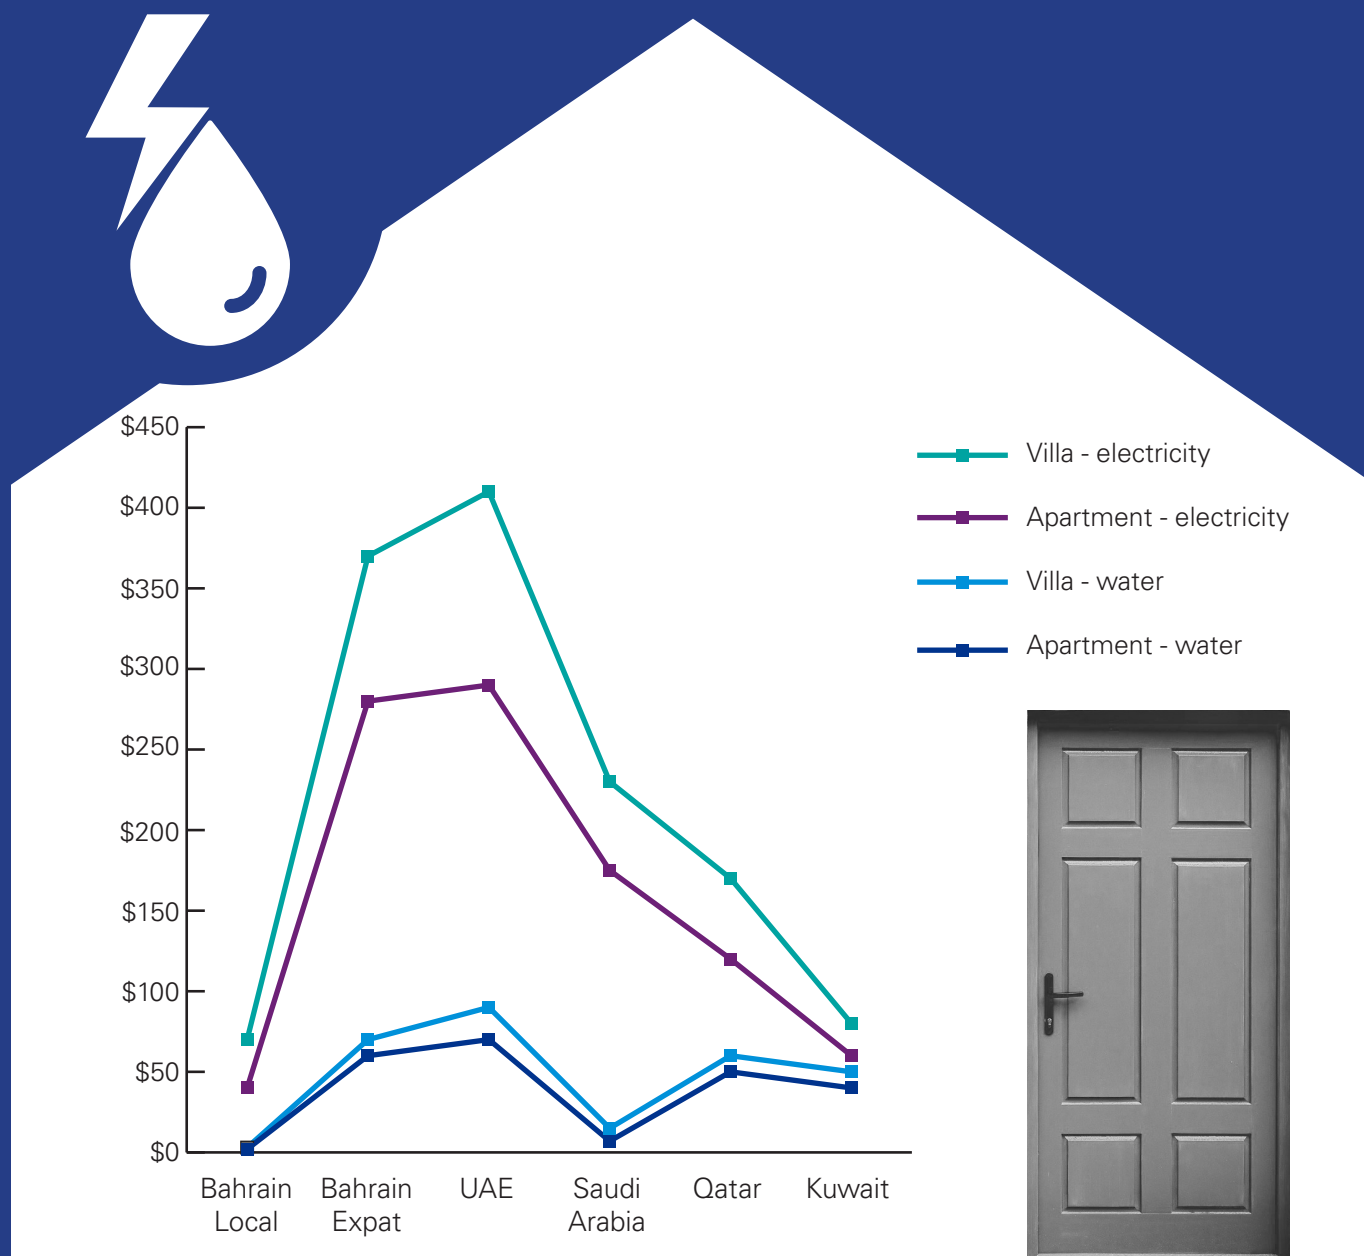 $450
$400
$350
$300
$250
$200
$150
$100
$50
$0
Bahrain Local
Bahrain Expat
UAE
Saudi Arabia
Qatar
Kuwait
Villa - electricity
Apartment - electricity
Villa - water
Apartment - water